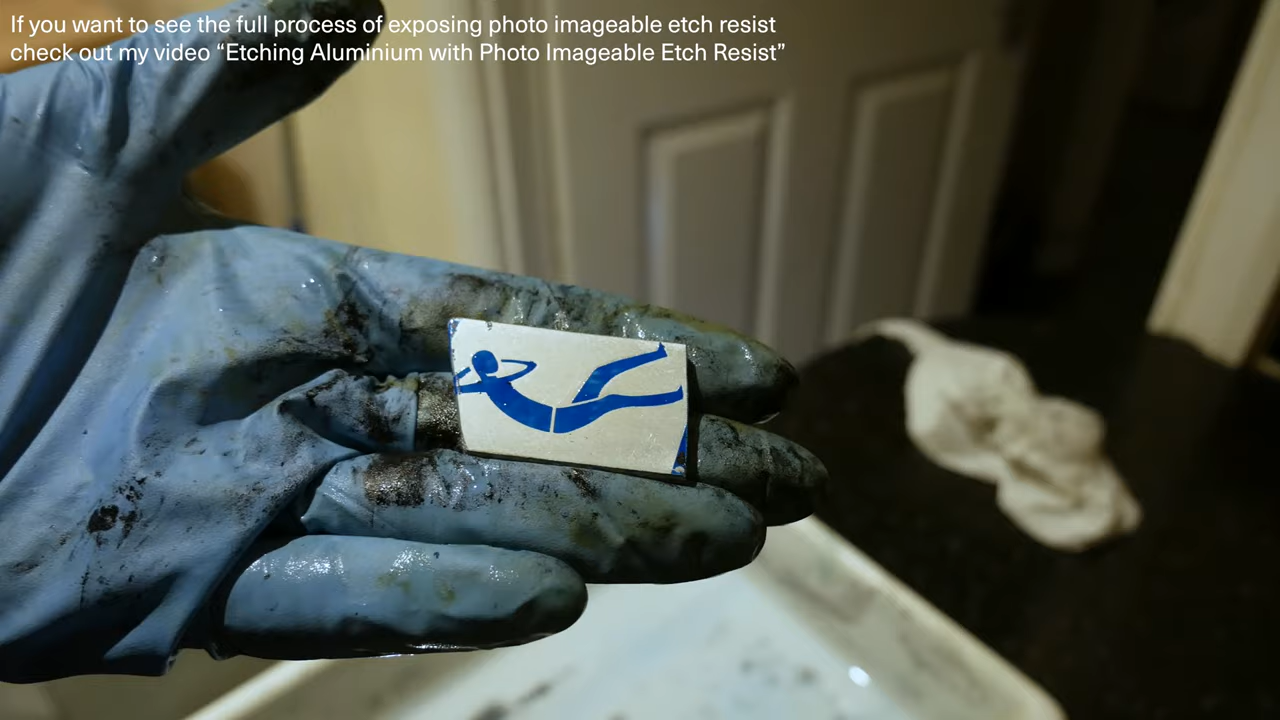 If you want to see the full process of exposing photo imageable etch resist
check out my video “Etching Aluminium with Photo Imageable Etch Resist”